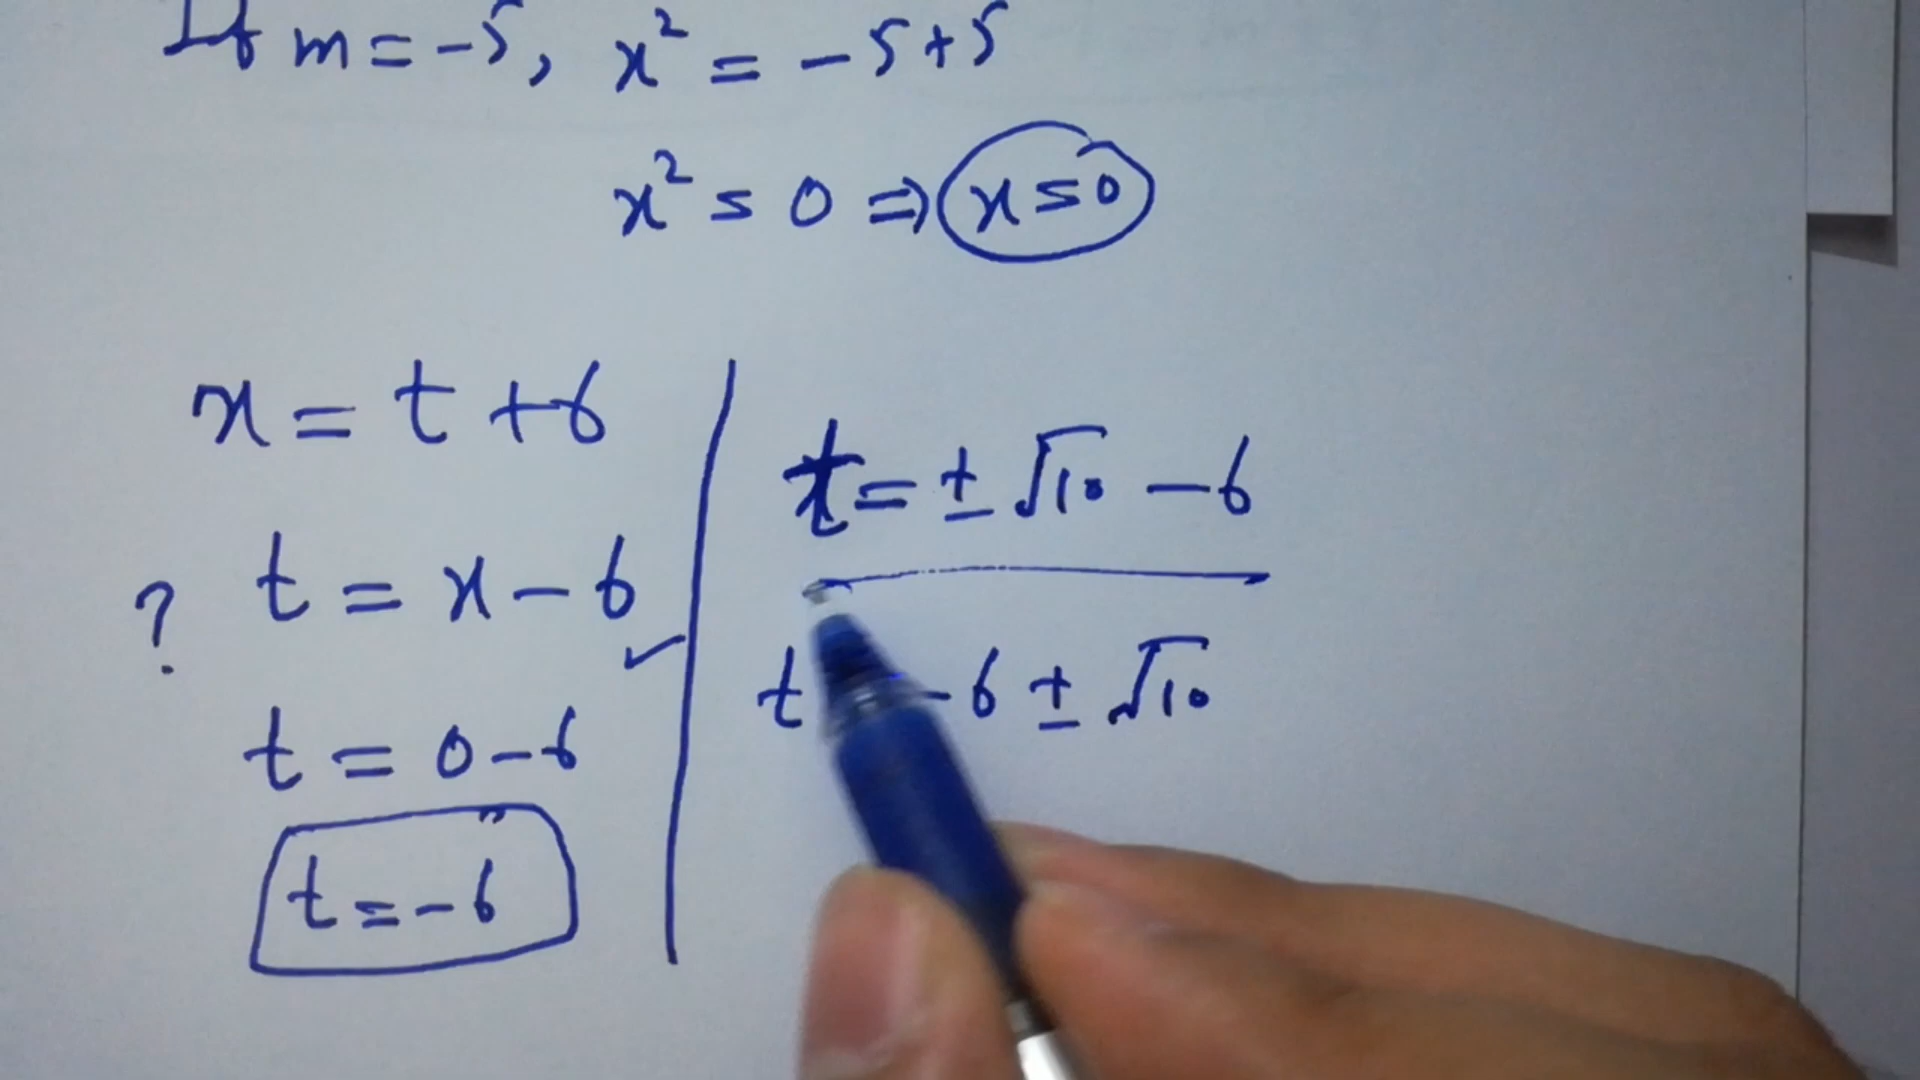 If m = -5, x² = -5+5
x² = 0 ⇒ x = 0
x = t + 6
? t = x - 6 ✓
t = 0 - 6
t = -6
t = ± √10 - 6
t - 6 ± √10